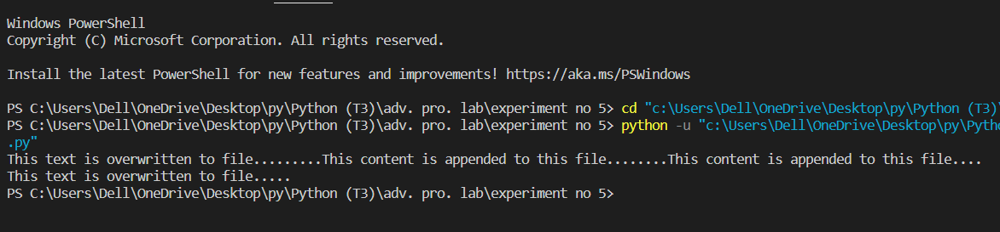 Windows PowerShell
Copyright (C) Microsoft Corporation. All rights reserved.
Install the latest PowerShell for new features and improvements! https://aka.ms/PSWindows
PS C:\Users\Dell\OneDrive\Desktop\py\Python (T3)\adv. pro. lab\experiment no 5> cd "c:\Users\Dell\OneDrive\Desktop\py\Python (T3)\
PS C:\Users\Dell\OneDrive\Desktop\py\Python (T3)\adv. pro. lab\experiment no 5> python -u "c:\Users\Dell\OneDrive\Desktop\py\Pytho
.py"
This text is overwritten to file.........This content is appended to this file........This content is appended to this file....
This text is overwritten to file.....
PS C:\Users\Dell\OneDrive\Desktop\py\Python (T3)\adv. pro. lab\experiment no 5>